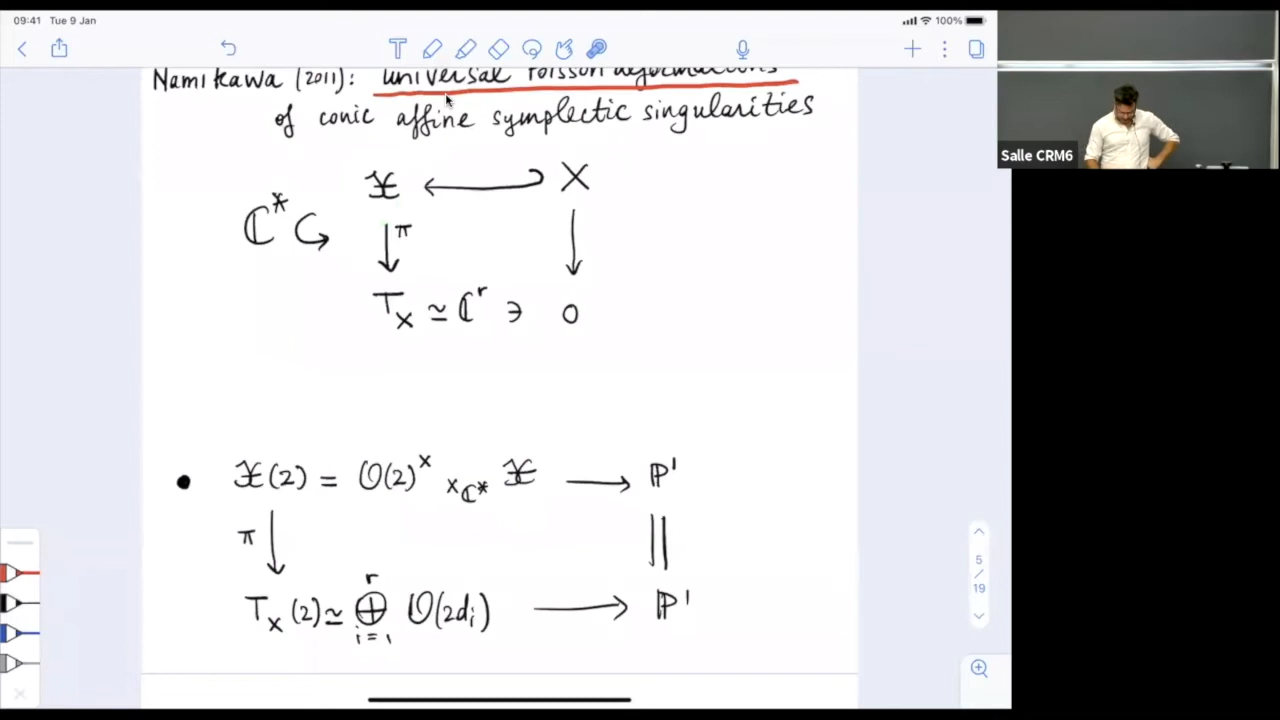 09:41 Tue 9 Jan
100%
Namikawa (2011): universal Poisson deformations
of conic affine symplectic singularities
𝔛 ↩ X
ℂ* ↪
↓ π ↓
T_X ≃ ℂ^r ∋ 0
• 𝔛(2) = 𝒪(2)^× ×_ℂ* 𝔛 → ℙ¹
π ↓ ||
T_X(2) ≃ ⊕_{i=1}^r 𝒪(2d_i) → ℙ¹
5
/
19
Salle CRM6